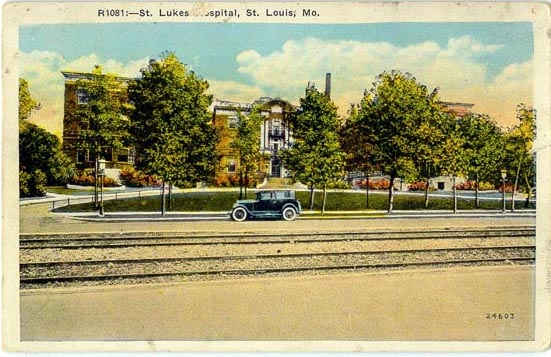 R1081:—St. Lukes Hospital, St. Louis, Mo.
24603